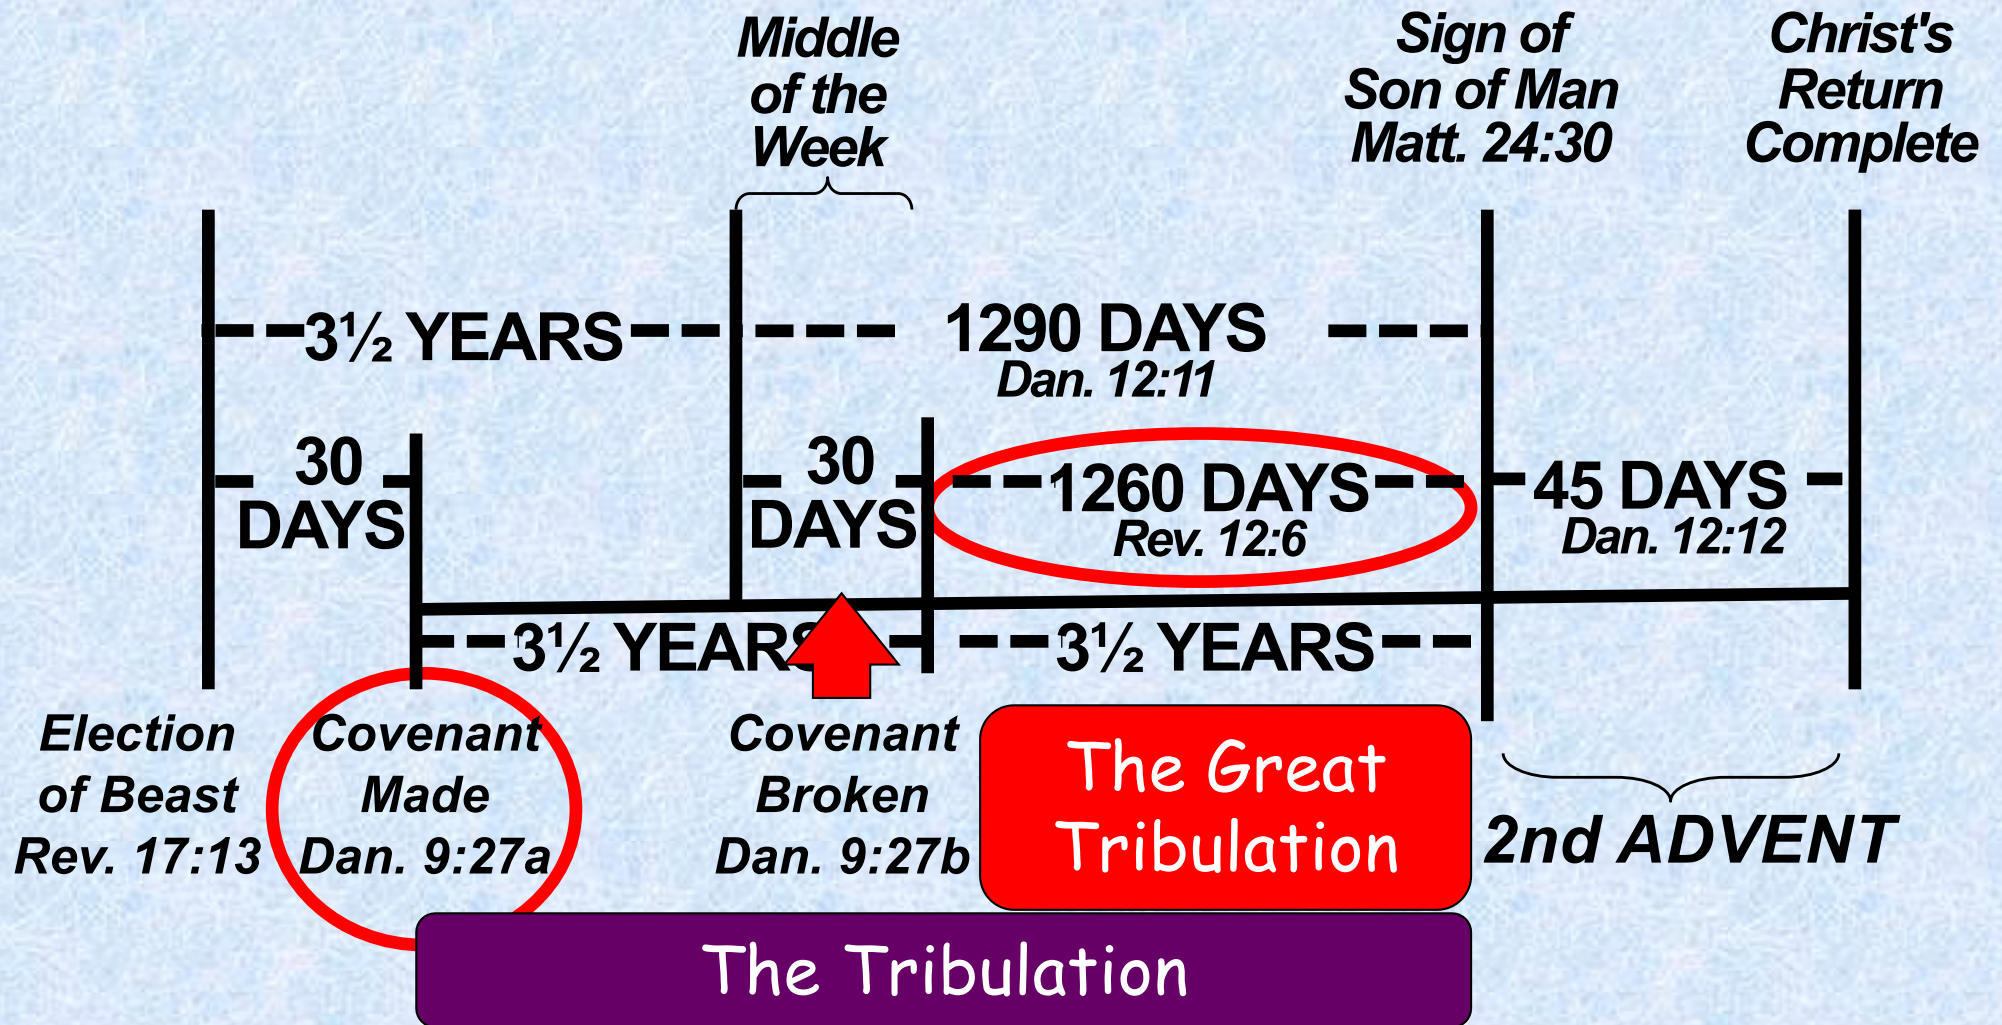 Middle
of the
Week
Sign of
Son of Man
Matt. 24:30
Christ's
Return
Complete
3½ YEARS
1290 DAYS
Dan. 12:11
30
DAYS
30
DAYS
1260 DAYS
Rev. 12:6
45 DAYS
Dan. 12:12
3½ YEARS
3½ YEARS
Election
of Beast
Rev. 17:13
Covenant
Made
Dan. 9:27a
Covenant
Broken
Dan. 9:27b
The Great
Tribulation
2nd ADVENT
The Tribulation